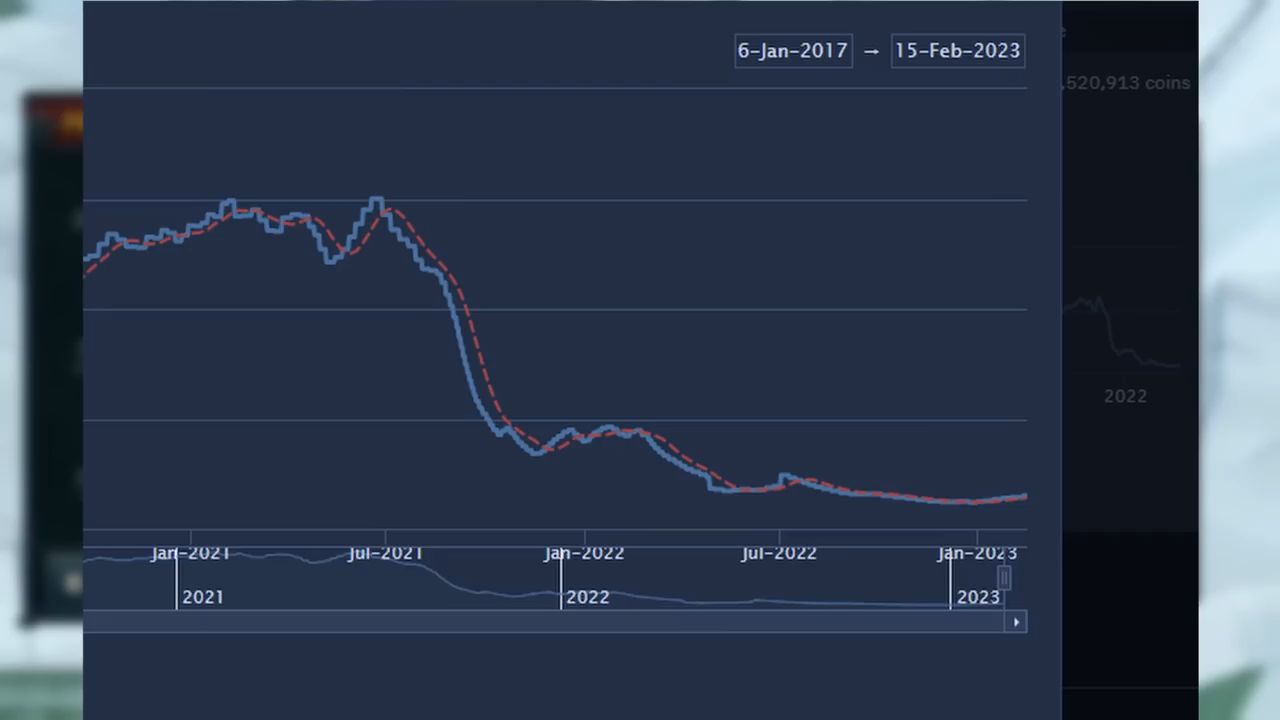 6-Jan-2017 → 15-Feb-2023
,520,913 coins
2022
Jan-2021 Jul-2021 Jan-2022 Jul-2022 Jan-2023
2021 2022 2023